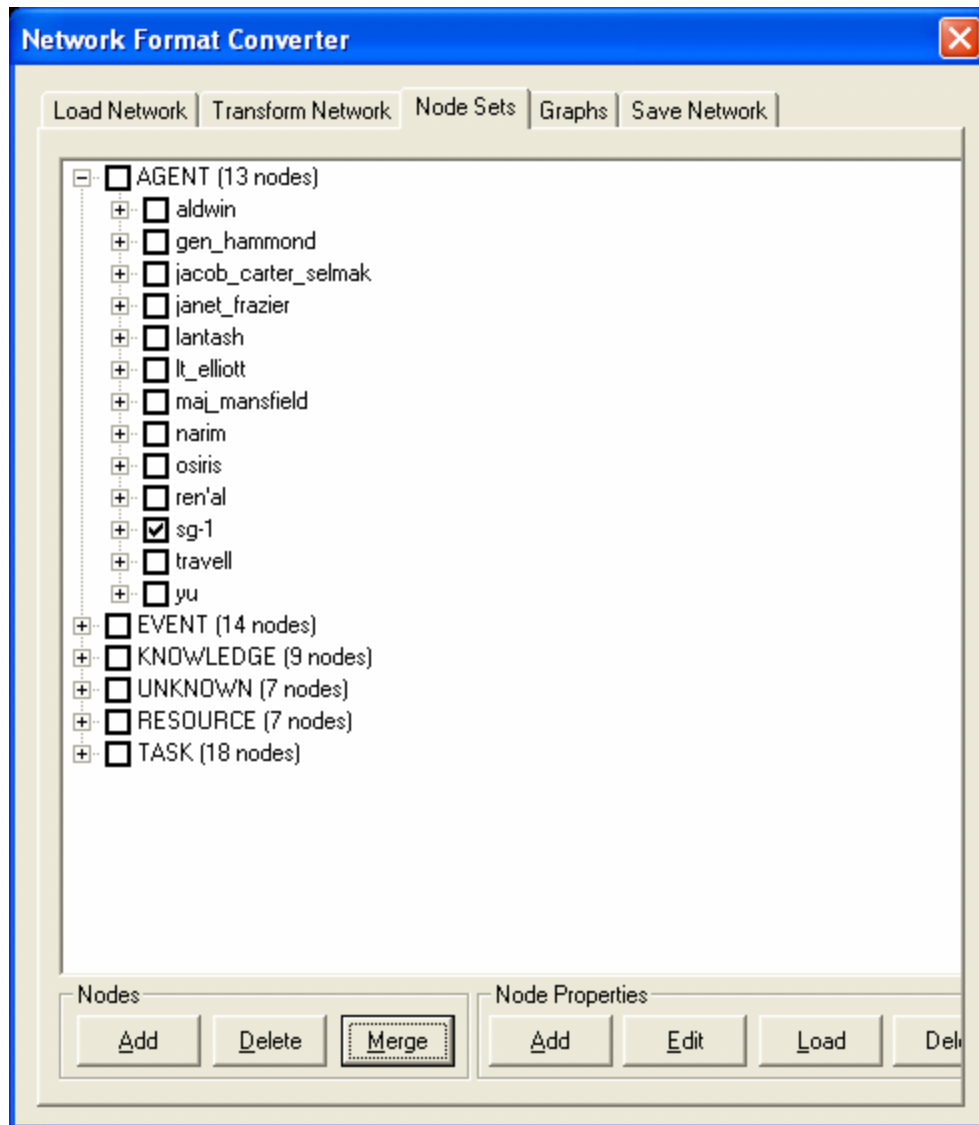 Network Format Converter
Load Network Transform Network Node Sets Graphs Save Network
AGENT (13 nodes)
aldwin
gen_hammond
jacob_carter_selmak
janet_frazier
lantash
lt_elliott
maj_mansfield
narim
osiris
ren'al
sg-1
travell
yu
EVENT (14 nodes)
KNOWLEDGE (9 nodes)
UNKNOWN (7 nodes)
RESOURCE (7 nodes)
TASK (18 nodes)
Nodes Node Properties
Add Delete Merge Add Edit Load